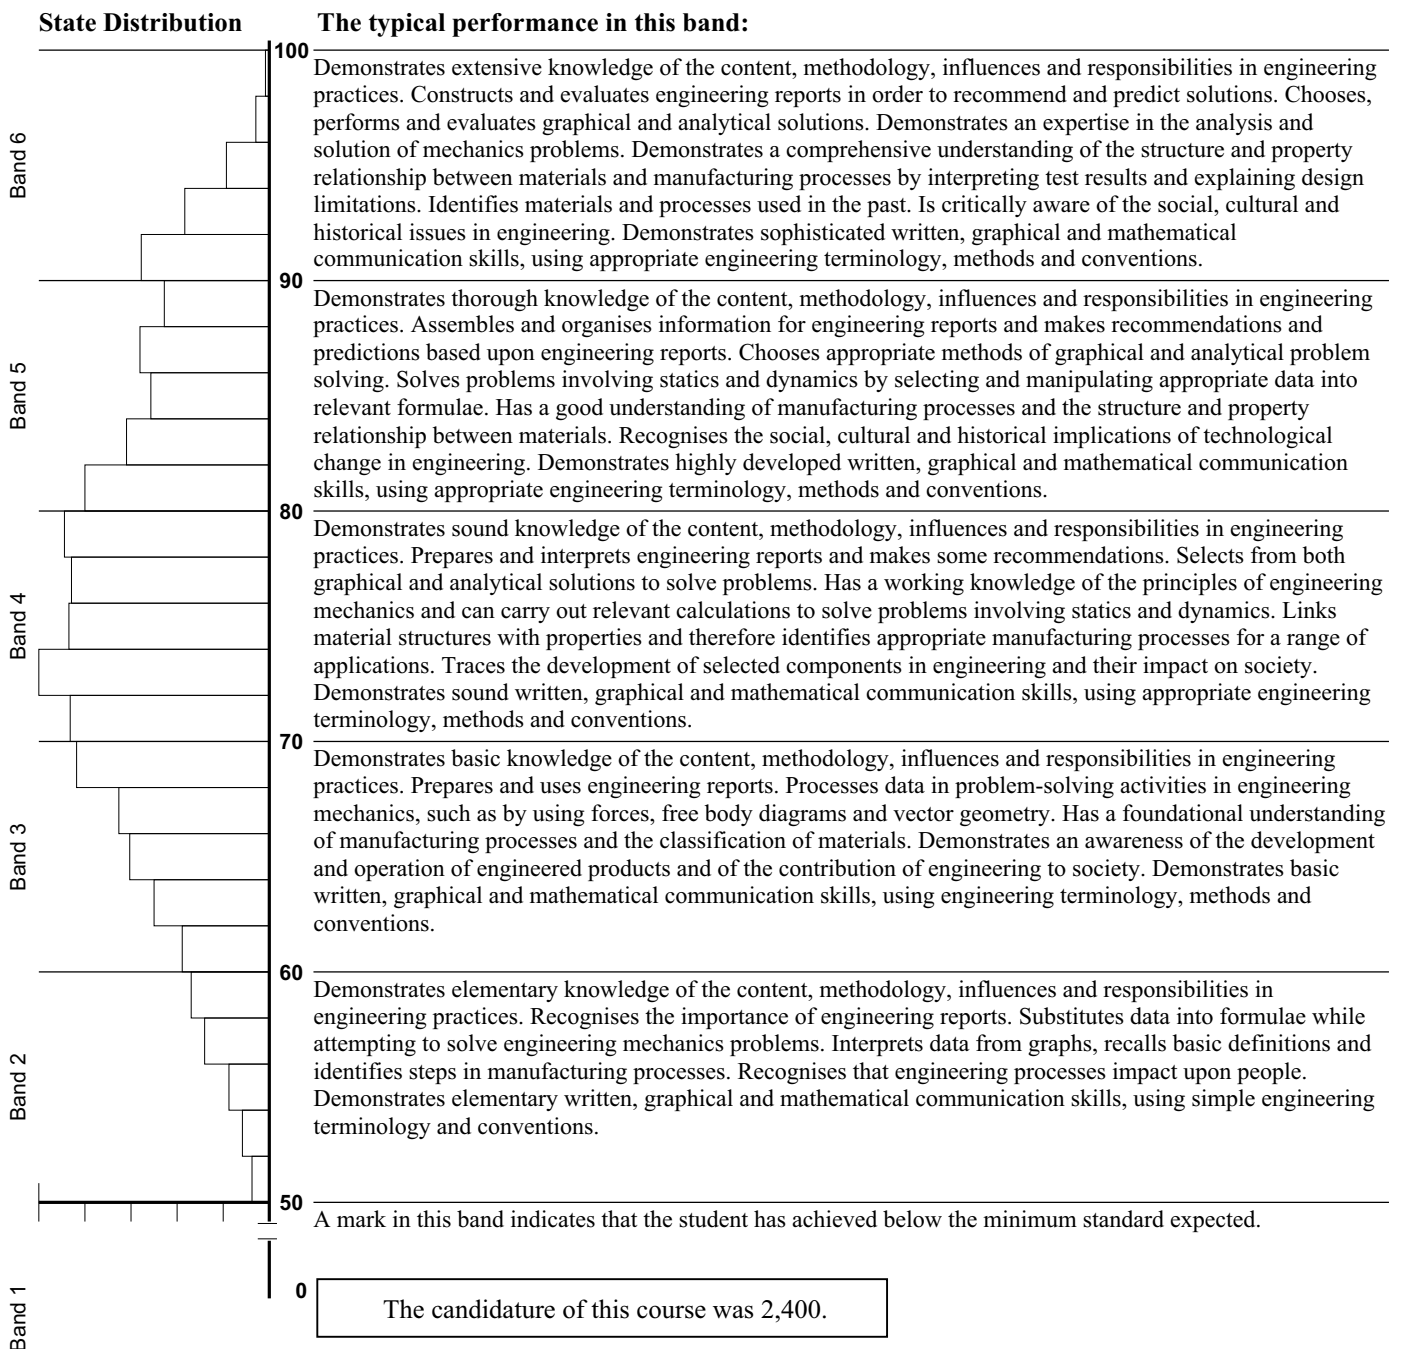 State Distribution
The typical performance in this band:
100
Demonstrates extensive knowledge of the content, methodology, influences and responsibilities in engineering
practices. Constructs and evaluates engineering reports in order to recommend and predict solutions. Chooses,
performs and evaluates graphical and analytical solutions. Demonstrates an expertise in the analysis and
solution of mechanics problems. Demonstrates a comprehensive understanding of the structure and property
relationship between materials and manufacturing processes by interpreting test results and explaining design
limitations. Identifies materials and processes used in the past. Is critically aware of the social, cultural and
historical issues in engineering. Demonstrates sophisticated written, graphical and mathematical
communication skills, using appropriate engineering terminology, methods and conventions.
Band 6
90
Demonstrates thorough knowledge of the content, methodology, influences and responsibilities in engineering
practices. Assembles and organises information for engineering reports and makes recommendations and
predictions based upon engineering reports. Chooses appropriate methods of graphical and analytical problem
solving. Solves problems involving statics and dynamics by selecting and manipulating appropriate data into
relevant formulae. Has a good understanding of manufacturing processes and the structure and property
relationship between materials. Recognises the social, cultural and historical implications of technological
change in engineering. Demonstrates highly developed written, graphical and mathematical communication
skills, using appropriate engineering terminology, methods and conventions.
Band 5
80
Demonstrates sound knowledge of the content, methodology, influences and responsibilities in engineering
practices. Prepares and interprets engineering reports and makes some recommendations. Selects from both
graphical and analytical solutions to solve problems. Has a working knowledge of the principles of engineering
mechanics and can carry out relevant calculations to solve problems involving statics and dynamics. Links
material structures with properties and therefore identifies appropriate manufacturing processes for a range of
applications. Traces the development of selected components in engineering and their impact on society.
Demonstrates sound written, graphical and mathematical communication skills, using appropriate engineering
terminology, methods and conventions.
Band 4
70
Demonstrates basic knowledge of the content, methodology, influences and responsibilities in engineering
practices. Prepares and uses engineering reports. Processes data in problem-solving activities in engineering
mechanics, such as by using forces, free body diagrams and vector geometry. Has a foundational understanding
of manufacturing processes and the classification of materials. Demonstrates an awareness of the development
and operation of engineered products and of the contribution of engineering to society. Demonstrates basic
written, graphical and mathematical communication skills, using engineering terminology, methods and
conventions.
Band 3
60
Demonstrates elementary knowledge of the content, methodology, influences and responsibilities in
engineering practices. Recognises the importance of engineering reports. Substitutes data into formulae while
attempting to solve engineering mechanics problems. Interprets data from graphs, recalls basic definitions and
identifies steps in manufacturing processes. Recognises that engineering processes impact upon people.
Demonstrates elementary written, graphical and mathematical communication skills, using simple engineering
terminology and conventions.
Band 2
50
A mark in this band indicates that the student has achieved below the minimum standard expected.
0
Band 1
The candidature of this course was 2,400.